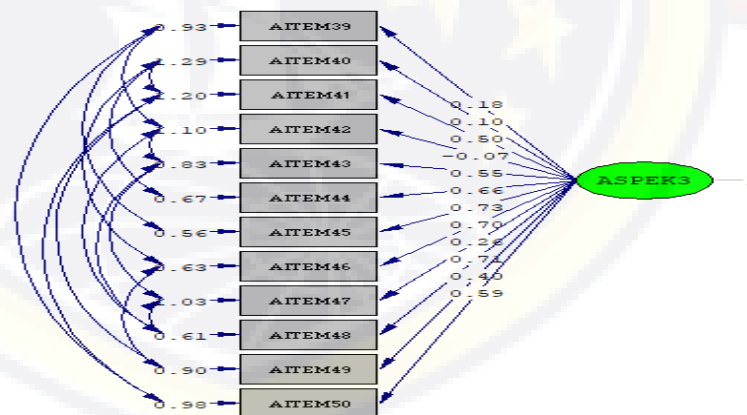 0.93 AITEM39
1.29 AITEM40
1.20 AITEM41
1.10 AITEM42
0.83 AITEM43
0.67 AITEM44
0.56 AITEM45
0.63 AITEM46
1.03 AITEM47
0.61 AITEM48
0.90 AITEM49
0.98 AITEM50
0.18
0.10
0.50
-0.07
0.55
0.66
0.73
0.70
0.26
0.71
0.40
0.59
ASPEK3